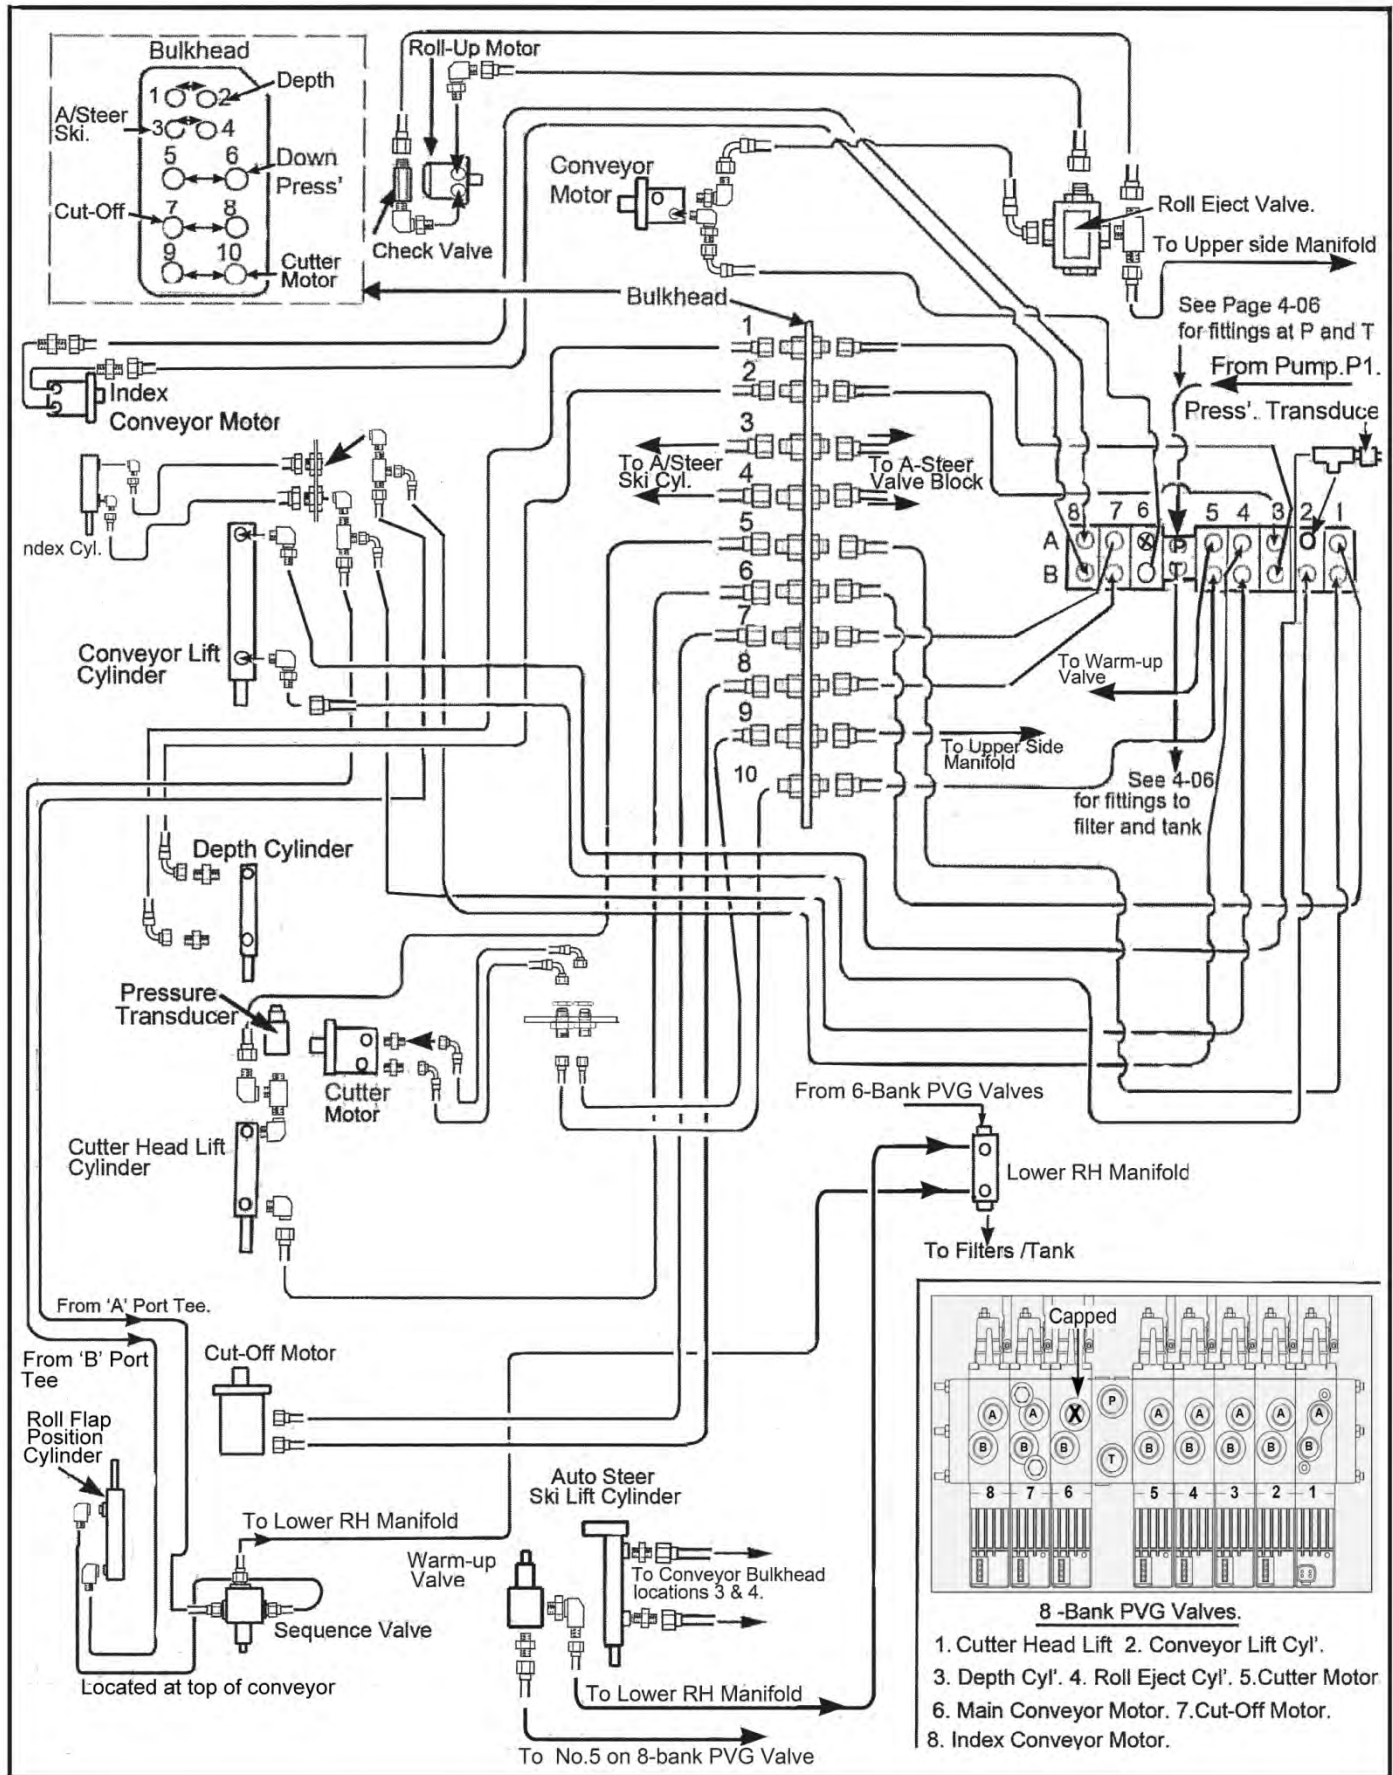 Bulkhead
Depth
1
2
A/Steer
Ski.
3
4
5
6
Down
Press'
Cut-Off
7
8
9
10
Cutter
Motor
Roll-Up Motor
Check Valve
Conveyor
Motor
Roll Eject Valve.
To Upper side Manifold
See Page 4-06
for fittings at P and T
From Pump.P1.
Press'. Transduce
Bulkhead
Index
Conveyor Motor
ndex Cyl.
1
2
3
To A/Steer
Ski Cyl.
4
To A-Steer
Valve Block
5
6
7
8
9
10
8 7 6 5 4 3 2 1
A
B
P
T
Conveyor Lift
Cylinder
To Warm-up
Valve
To Upper Side
Manifold
See 4-06
for fittings to
filter and tank
Depth Cylinder
Pressure
Transducer
Cutter
Motor
Cutter Head Lift
Cylinder
From 6-Bank PVG Valves
Lower RH Manifold
To Filters /Tank
From 'A' Port Tee.
From 'B' Port
Tee
Cut-Off Motor
Roll Flap
Position
Cylinder
To Lower RH Manifold
Sequence Valve
Located at top of conveyor
Auto Steer
Ski Lift Cylinder
Warm-up
Valve
To Conveyor Bulkhead
locations 3 & 4.
To Lower RH Manifold
To No.5 on 8-bank PVG Valve
Capped
A A X P A A A A A
B B B T B B B B B
8 7 6 5 4 3 2 1
8 -Bank PVG Valves.
1. Cutter Head Lift 2. Conveyor Lift Cyl'.
3. Depth Cyl'. 4. Roll Eject Cyl'. 5.Cutter Motor
6. Main Conveyor Motor. 7.Cut-Off Motor.
8. Index Conveyor Motor.